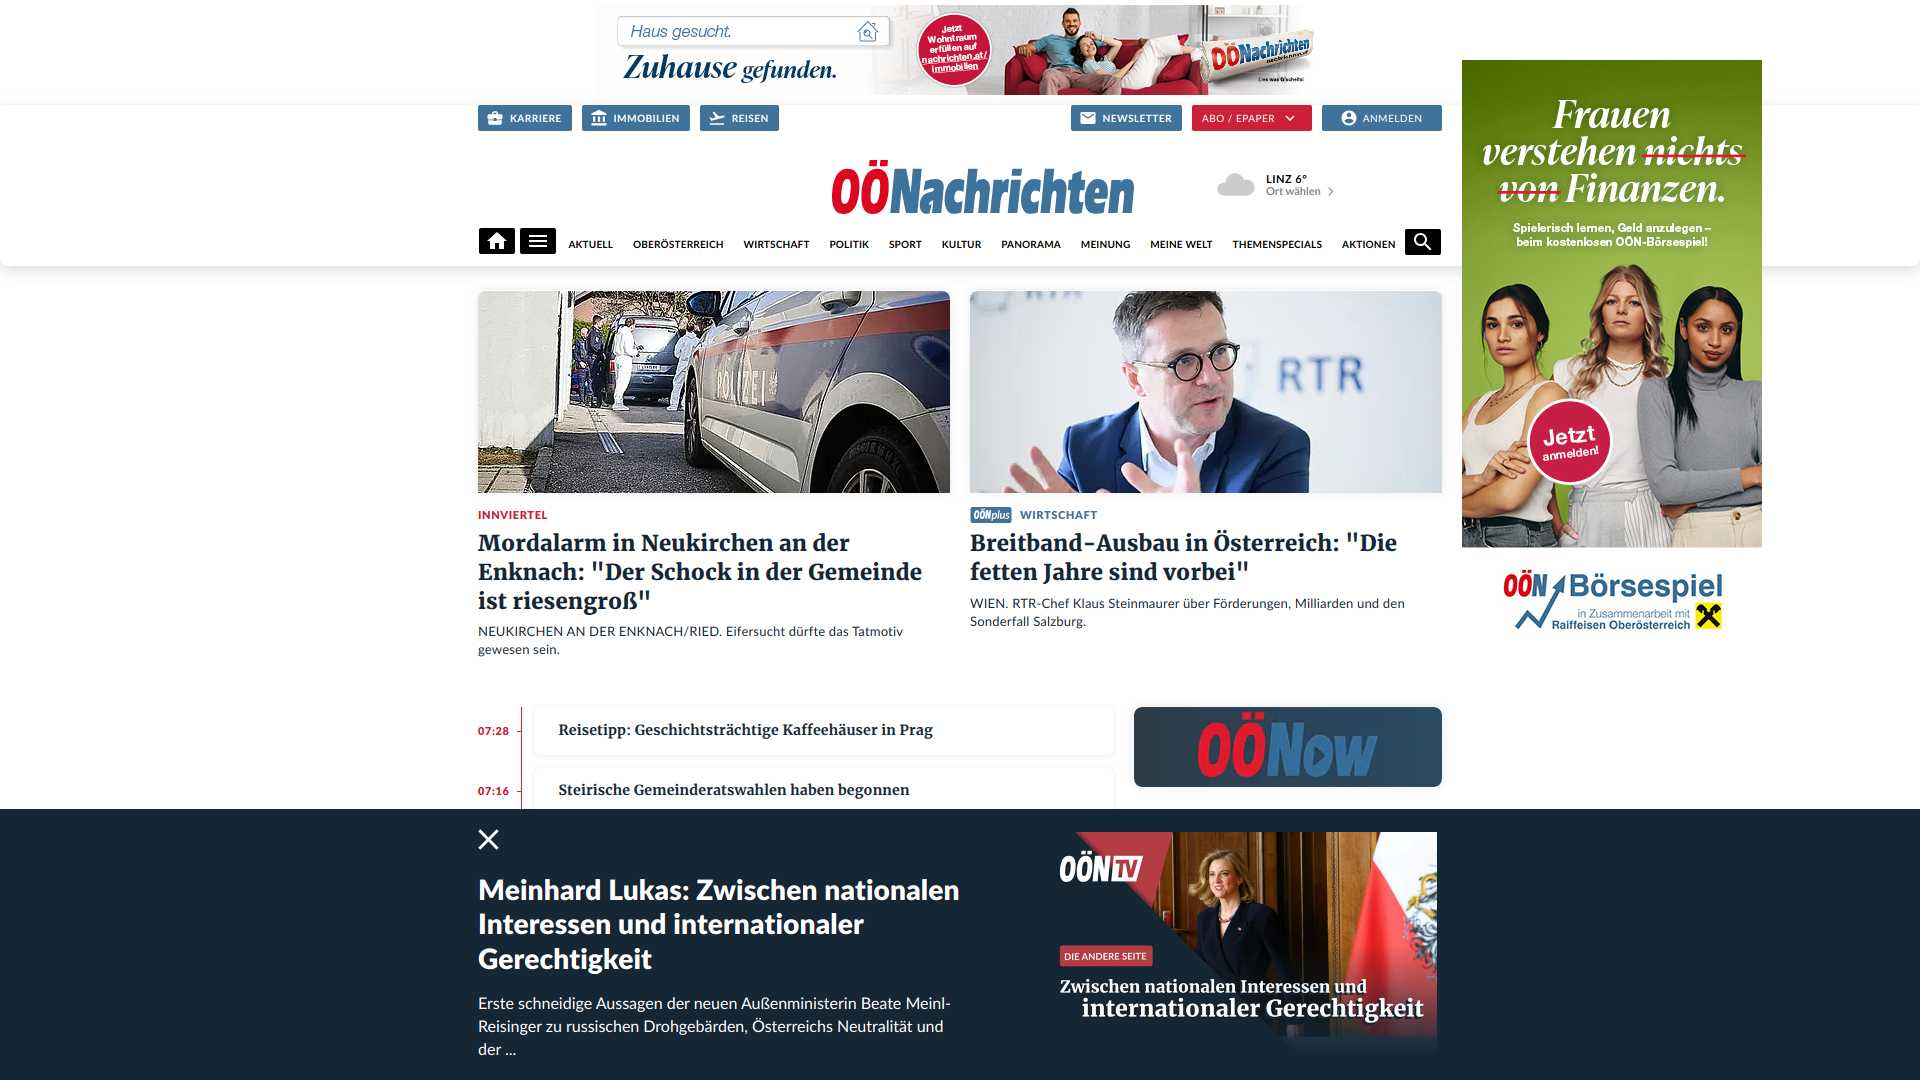 Haus gesucht.
Zuhause gefunden.
Jetzt
Wohntraum
erfüllen auf
nachrichten.at/
immobilien
OÖNachrichten
Lies was G'scheits!
KARRIERE
IMMOBILIEN
REISEN
NEWSLETTER
ABO / EPAPER
ANMELDEN
OÖNachrichten
LINZ 6°
Ort wählen
AKTUELL
OBERÖSTERREICH
WIRTSCHAFT
POLITIK
SPORT
KULTUR
PANORAMA
MEINUNG
MEINE WELT
THEMENSPECIALS
AKTIONEN
Frauen
verstehen nichts
von Finanzen.
Spielerisch lernen, Geld anzulegen –
beim kostenlosen OÖN-Börsespiel!
Jetzt
anmelden!
OÖN Börsespiel
in Zusammenarbeit mit
Raiffeisen Oberösterreich
POLIZEI
INNVIERTEL
Mordalarm in Neukirchen an der
Enknach: "Der Schock in der Gemeinde
ist riesengroß"
NEUKIRCHEN AN DER ENKNACH/RIED. Eifersucht dürfte das Tatmotiv
gewesen sein.
RTR
OÖNplus WIRTSCHAFT
Breitband-Ausbau in Österreich: "Die
fetten Jahre sind vorbei"
WIEN. RTR-Chef Klaus Steinmaurer über Förderungen, Milliarden und den
Sonderfall Salzburg.
07:28
Reisetipp: Geschichtsträchtige Kaffeehäuser in Prag
07:16
Steirische Gemeinderatswahlen haben begonnen
OÖNow
Meinhard Lukas: Zwischen nationalen
Interessen und internationaler
Gerechtigkeit
Erste schneidige Aussagen der neuen Außenministerin Beate Meinl-
Reisinger zu russischen Drohgebärden, Österreichs Neutralität und
der ...
OÖN TV
DIE ANDERE SEITE
Zwischen nationalen Interessen und
internationaler Gerechtigkeit